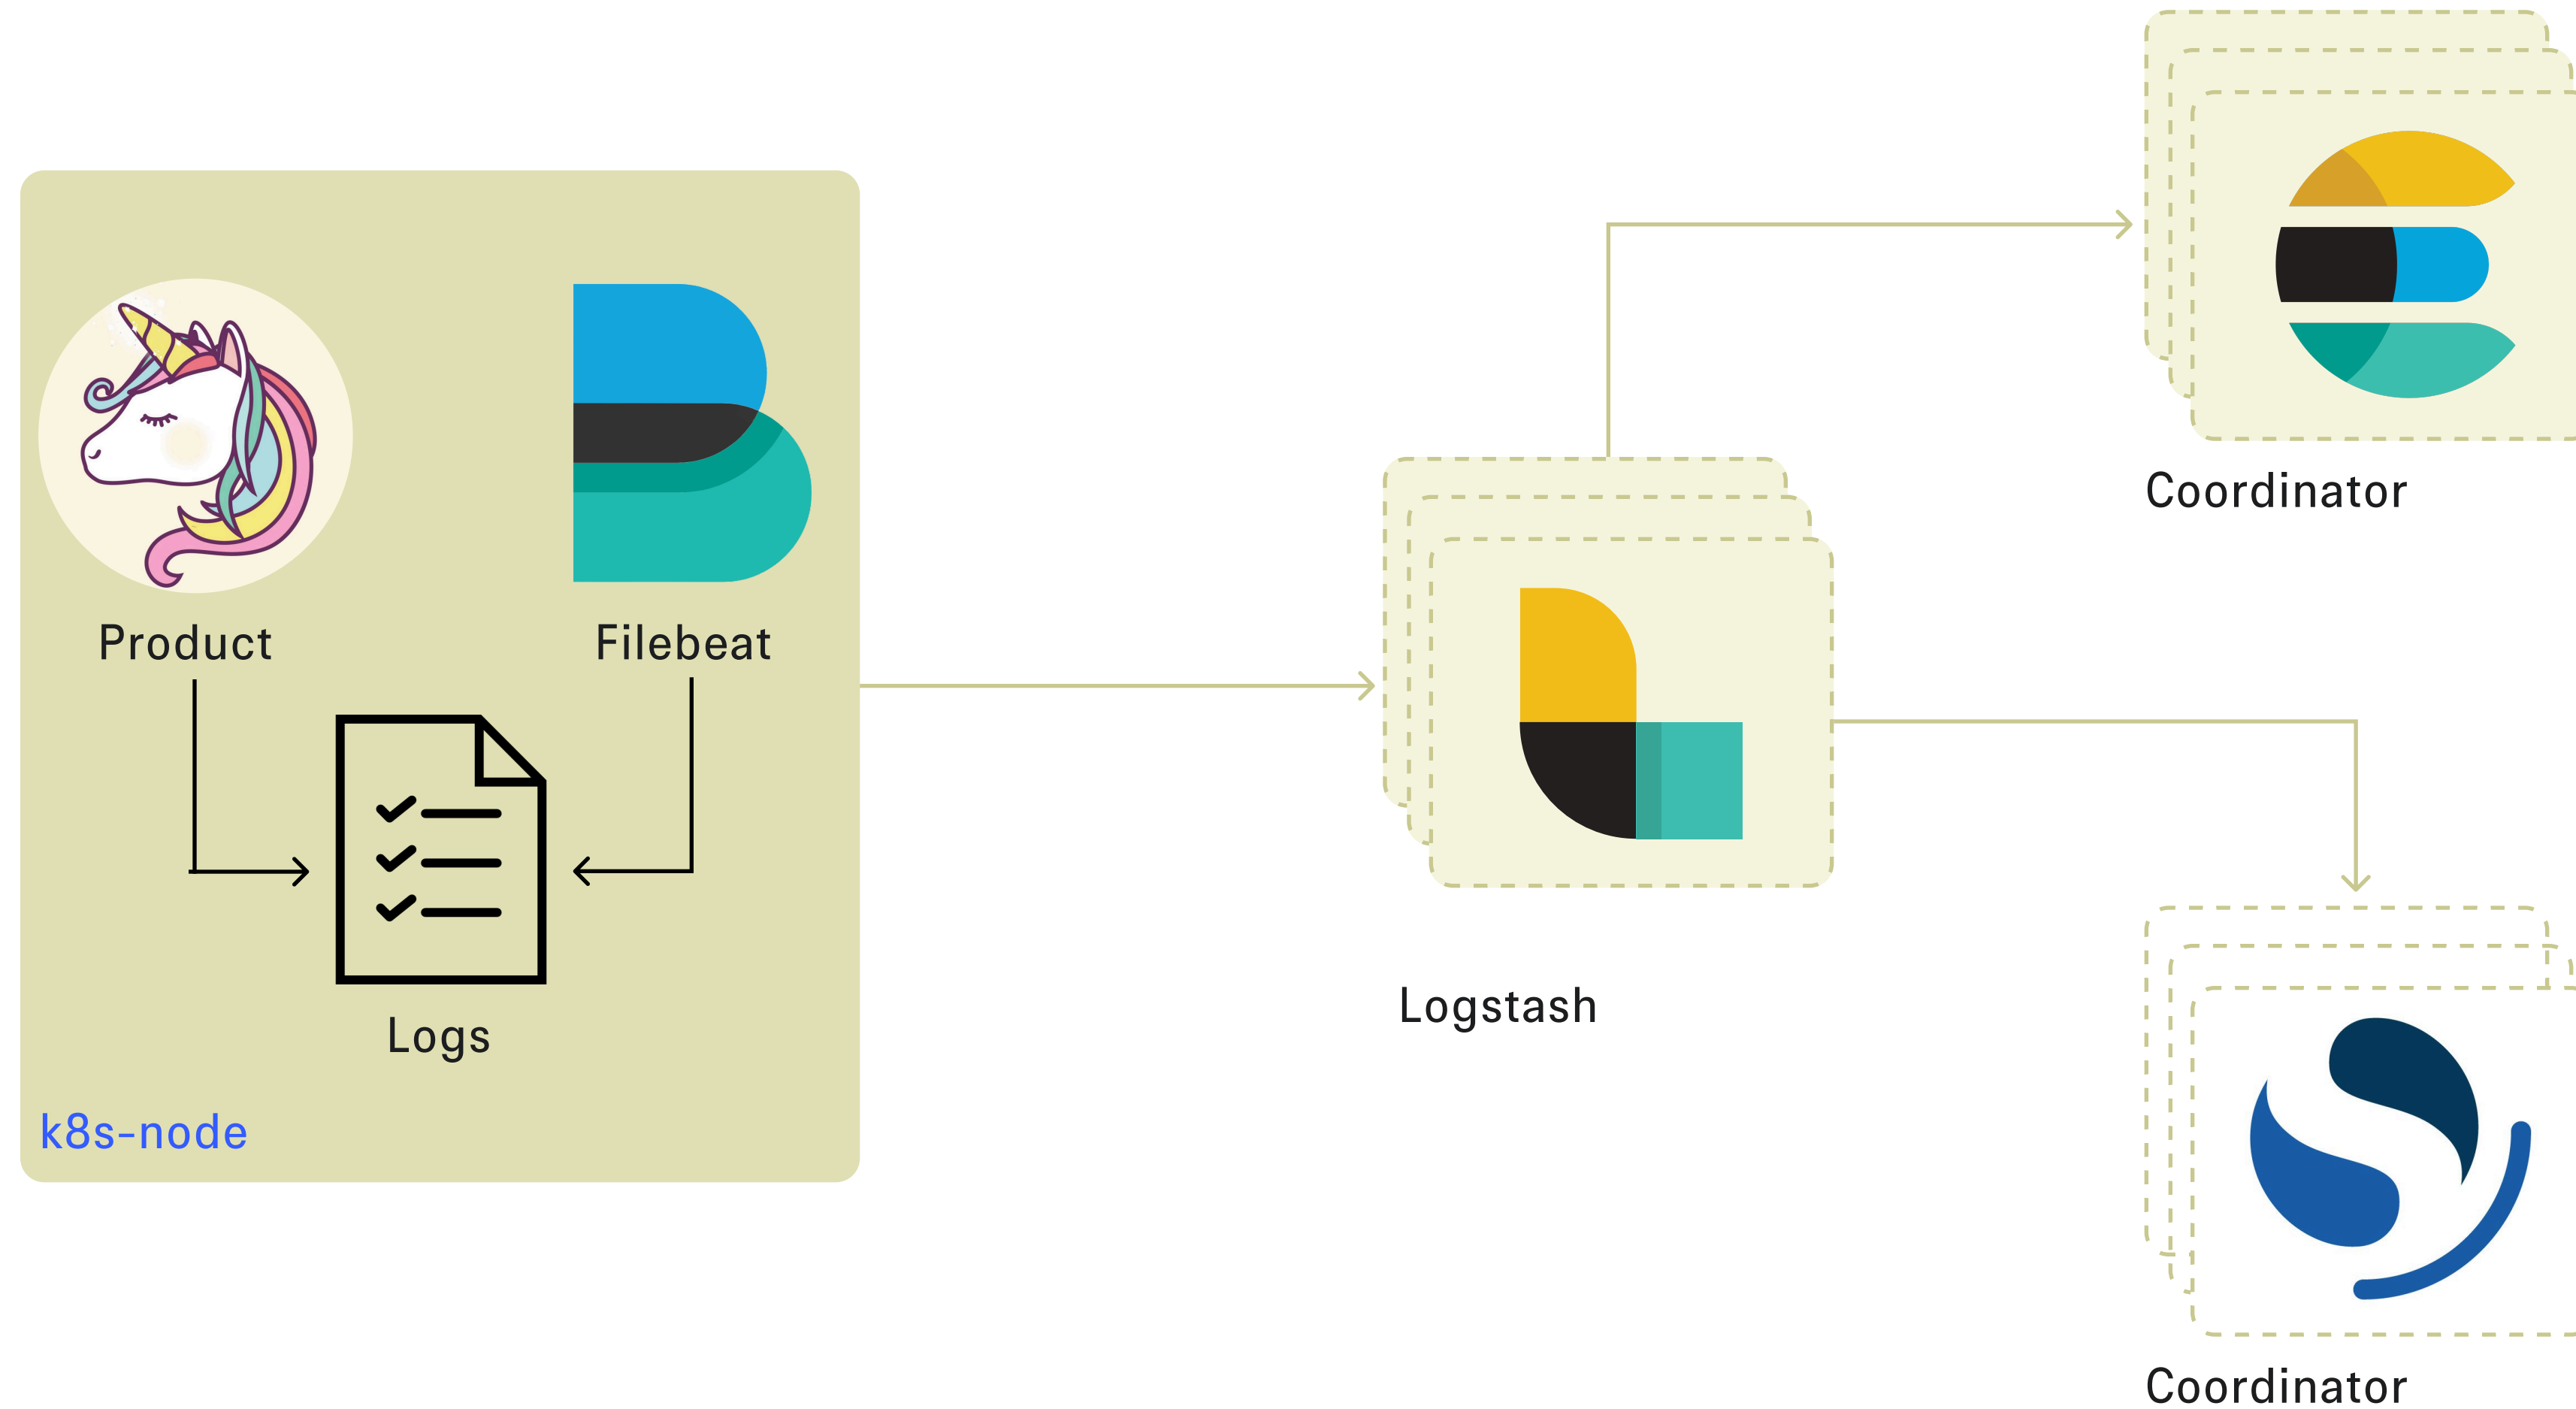 Coordinator
Product
Filebeat
Logstash
Logs
k8s-node
Coordinator